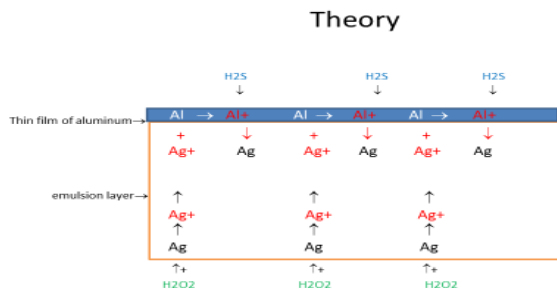 Theory
H2S H2S H2S
↓ ↓ ↓
Thin film of aluminum→ Al → Al+ Al → Al+ Al → Al+
+ ↓ + ↓ + ↓
Ag+ Ag Ag+ Ag Ag+ Ag
emulsion layer→ ↑ ↑ ↑
Ag+ Ag+ Ag+
↑ ↑ ↑
Ag Ag Ag
↑+ ↑+ ↑+
H2O2 H2O2 H2O2